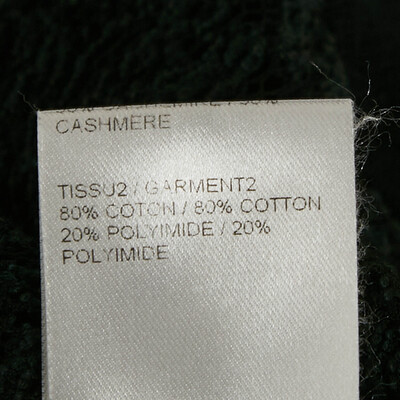 CASHMERE
TISSU2 / GARMENT2
80% COTON / 80% COTTON
20% POLYIMIDE / 20%
POLYIMIDE